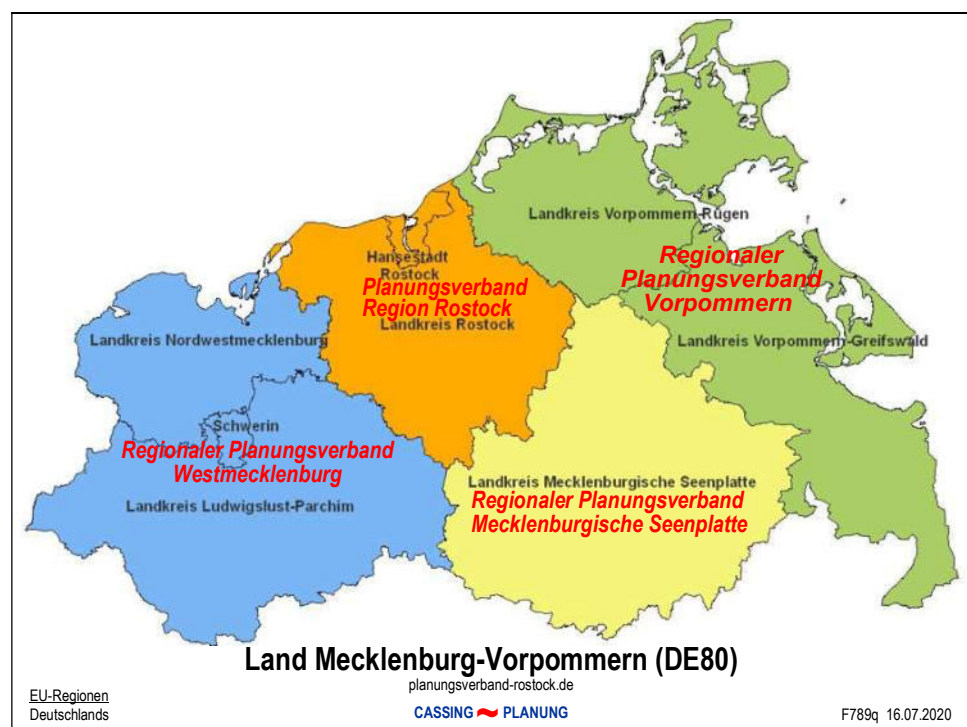 Landkreis Vorpommern-Rügen
Hansestadt
Rostock
Regionaler
Planungsverband
Vorpommern
Planungsverband
Region Rostock
Landkreis Rostock
Landkreis Nordwestmecklenburg
Landkreis Vorpommern-Greifswald
Schwerin
Regionaler Planungsverband
Westmecklenburg
Landkreis Ludwigslust-Parchim
Landkreis Mecklenburgische Seenplatte
Regionaler Planungsverband
Mecklenburgische Seenplatte
Land Mecklenburg-Vorpommern (DE80)
planungsverband-rostock.de
EU-Regionen
Deutschlands
CASSING PLANUNG
F789q 16.07.2020